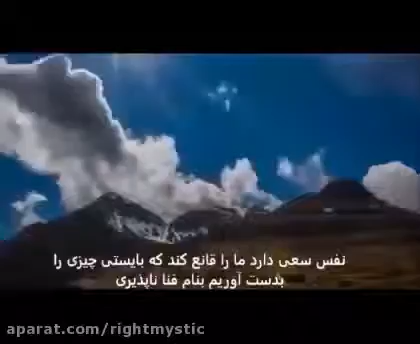 نفس سعی دارد ما را قانع کند که بایستی چیزی را
بدست آوریم بنام فنا ناپذیری
aparat.com/rightmystic